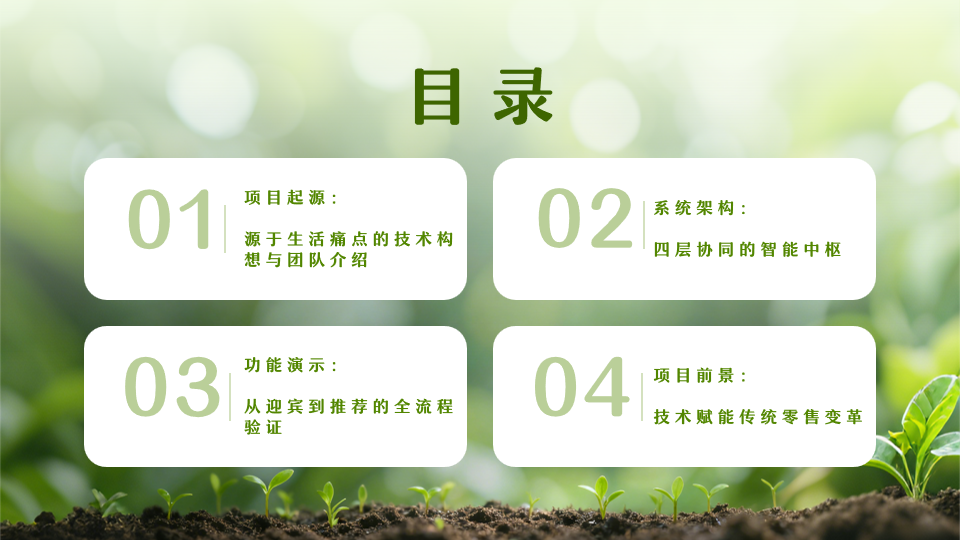 目录
01
项目起源：
源于生活痛点的技术构
想与团队介绍
02
系统架构：
四层协同的智能中枢
03
功能演示：
从迎宾到推荐的全流程
验证
04
项目前景：
技术赋能传统零售变革